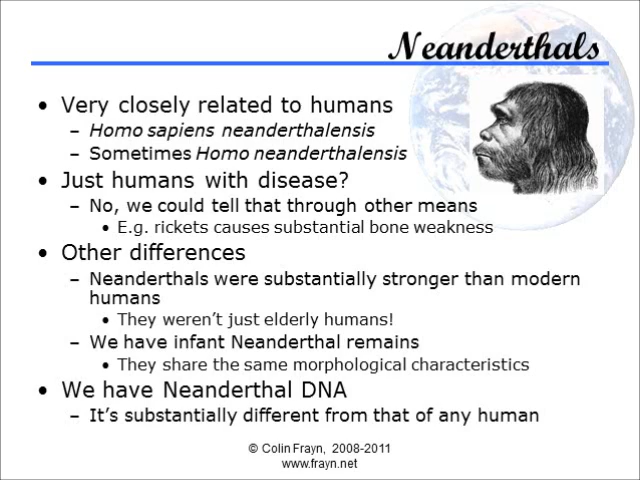 Neanderthals
• Very closely related to humans
– Homo sapiens neanderthalensis
– Sometimes Homo neanderthalensis
• Just humans with disease?
– No, we could tell that through other means
• E.g. rickets causes substantial bone weakness
• Other differences
– Neanderthals were substantially stronger than modern
humans
• They weren't just elderly humans!
– We have infant Neanderthal remains
• They share the same morphological characteristics
• We have Neanderthal DNA
– It's substantially different from that of any human
© Colin Frayn, 2008-2011
www.frayn.net